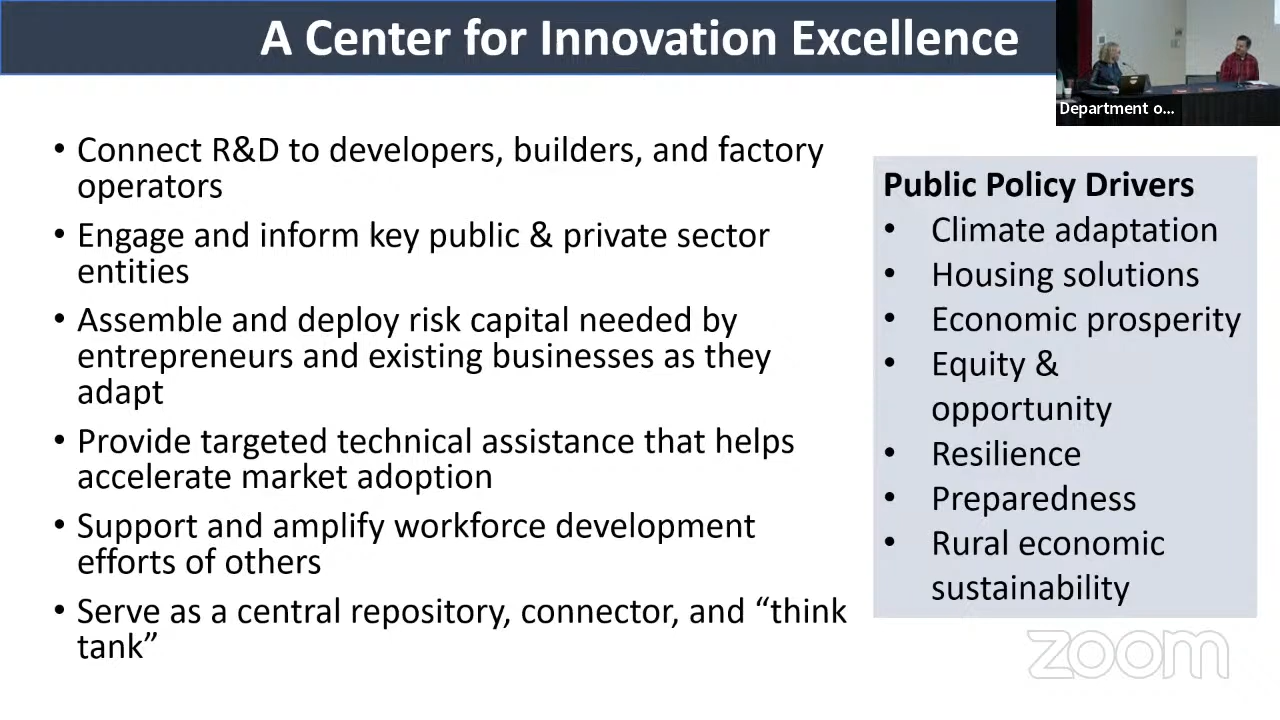 A Center for Innovation Excellence
Department o...
• Connect R&D to developers, builders, and factory
operators
• Engage and inform key public & private sector
entities
• Assemble and deploy risk capital needed by
entrepreneurs and existing businesses as they
adapt
• Provide targeted technical assistance that helps
accelerate market adoption
• Support and amplify workforce development
efforts of others
• Serve as a central repository, connector, and “think
tank”
Public Policy Drivers
• Climate adaptation
• Housing solutions
• Economic prosperity
• Equity &
opportunity
• Resilience
• Preparedness
• Rural economic
sustainability
zoom